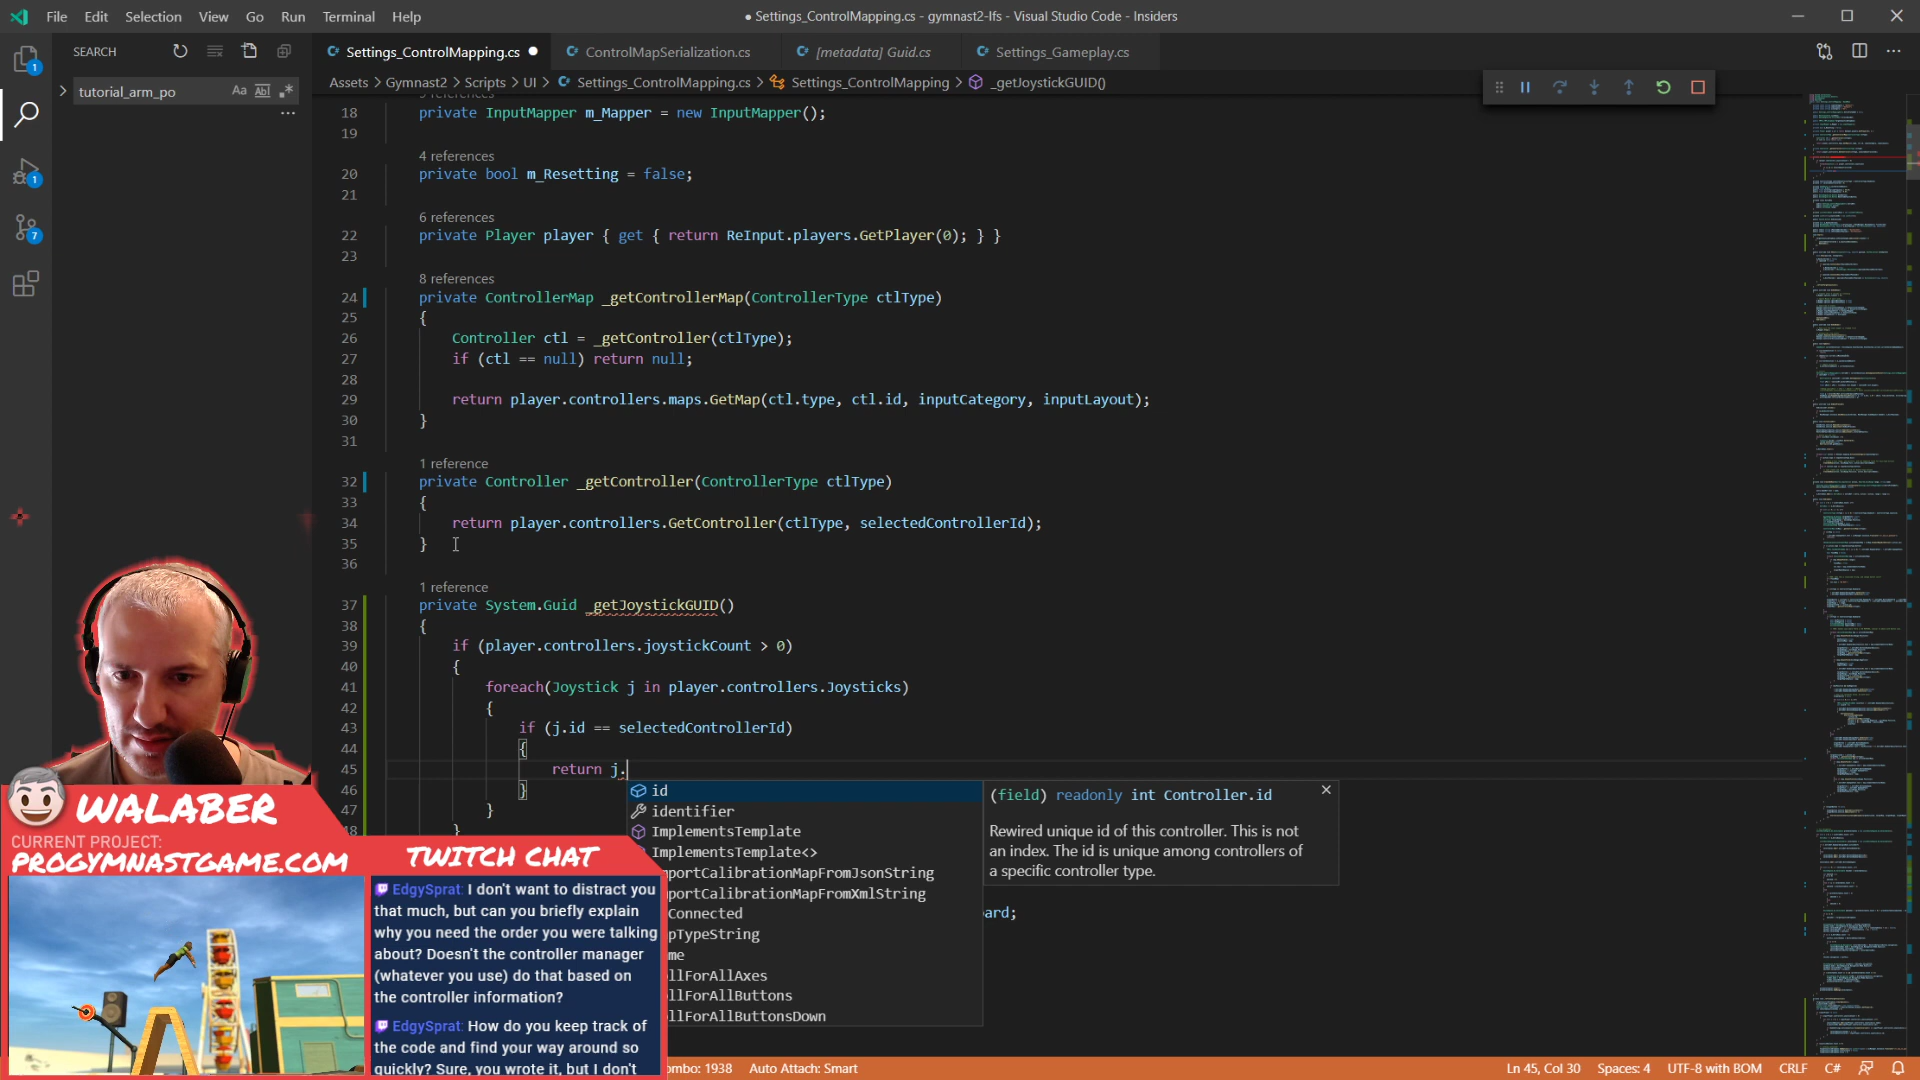 File Edit Selection View Go Run Terminal Help
● Settings_ControlMapping.cs - gymnast2-lfs - Visual Studio Code - Insiders
SEARCH
tutorial_arm_po
Aa Abl .*
Settings_ControlMapping.cs ● ControlMapSerialization.cs [metadata] Guid.cs Settings_Gameplay.cs
Assets > Gymnast2 > Scripts > UI > Settings_ControlMapping.cs > Settings_ControlMapping > _getJoystickGUID()
18 private InputMapper m_Mapper = new InputMapper();
19
4 references
20 private bool m_Resetting = false;
21
6 references
22 private Player player { get { return ReInput.players.GetPlayer(0); } }
23
8 references
24 private ControllerMap _getControllerMap(ControllerType ctlType)
25 {
26 Controller ctl = _getController(ctlType);
27 if (ctl == null) return null;
28
29 return player.controllers.maps.GetMap(ctl.type, ctl.id, inputCategory, inputLayout);
30 }
31
1 reference
32 private Controller _getController(ControllerType ctlType)
33 {
34 return player.controllers.GetController(ctlType, selectedControllerId);
35 }
36
1 reference
37 private System.Guid _getJoystickGUID()
38 {
39 if (player.controllers.joystickCount > 0)
40 {
41 foreach(Joystick j in player.controllers.Joysticks)
42 {
43 if (j.id == selectedControllerId)
44 {
45 return j.
46 }
47 }
48 }
id
identifier
ImplementsTemplate
ImplementsTemplate<>
portCalibrationMapFromJsonString
portCalibrationMapFromXmlString
Connected
pTypeString
me
llForAllAxes
llForAllButtons
llForAllButtonsDown
(field) readonly int Controller.id
Rewired unique id of this controller. This is not
an index. The id is unique among controllers of
a specific controller type.
ard;
WALABER
CURRENT PROJECT:
PROGYMNASTGAME.COM
TWITCH CHAT
EdgySprat: I don't want to distract you
that much, but can you briefly explain
why you need the order you were talking
about? Doesn't the controller manager
(whatever you use) do that based on
the controller information?
EdgySprat: How do you keep track of
the code and find your way around so
quickly? Sure, you wrote it, but I don't
ombo: 1938 Auto Attach: Smart
Ln 45, Col 30 Spaces: 4 UTF-8 with BOM CRLF C#
1
1
7